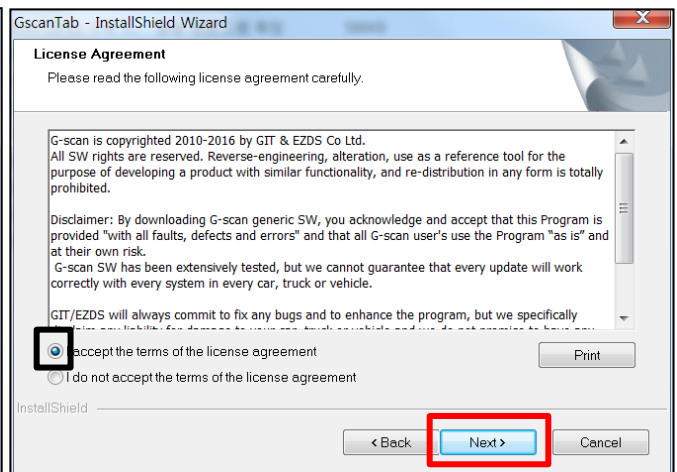 GscanTab - InstallShield Wizard
License Agreement
Please read the following license agreement carefully.
G-scan is copyrighted 2010-2016 by GIT & EZDS Co Ltd.
All SW rights are reserved. Reverse-engineering, alteration, use as a reference tool for the
purpose of developing a product with similar functionality, and re-distribution in any form is totally
prohibited.
Disclaimer: By downloading G-scan generic SW, you acknowledge and accept that this Program is
provided "with all faults, defects and errors" and that all G-scan user's use the Program “as is” and
at their own risk.
G-scan SW has been extensively tested, but we cannot guarantee that every update will work
correctly with every system in every car, truck or vehicle.
GIT/EZDS will always commit to fix any bugs and to enhance the program, but we specifically
I accept the terms of the license agreement
Print
I do not accept the terms of the license agreement
InstallShield
< Back
Next >
Cancel